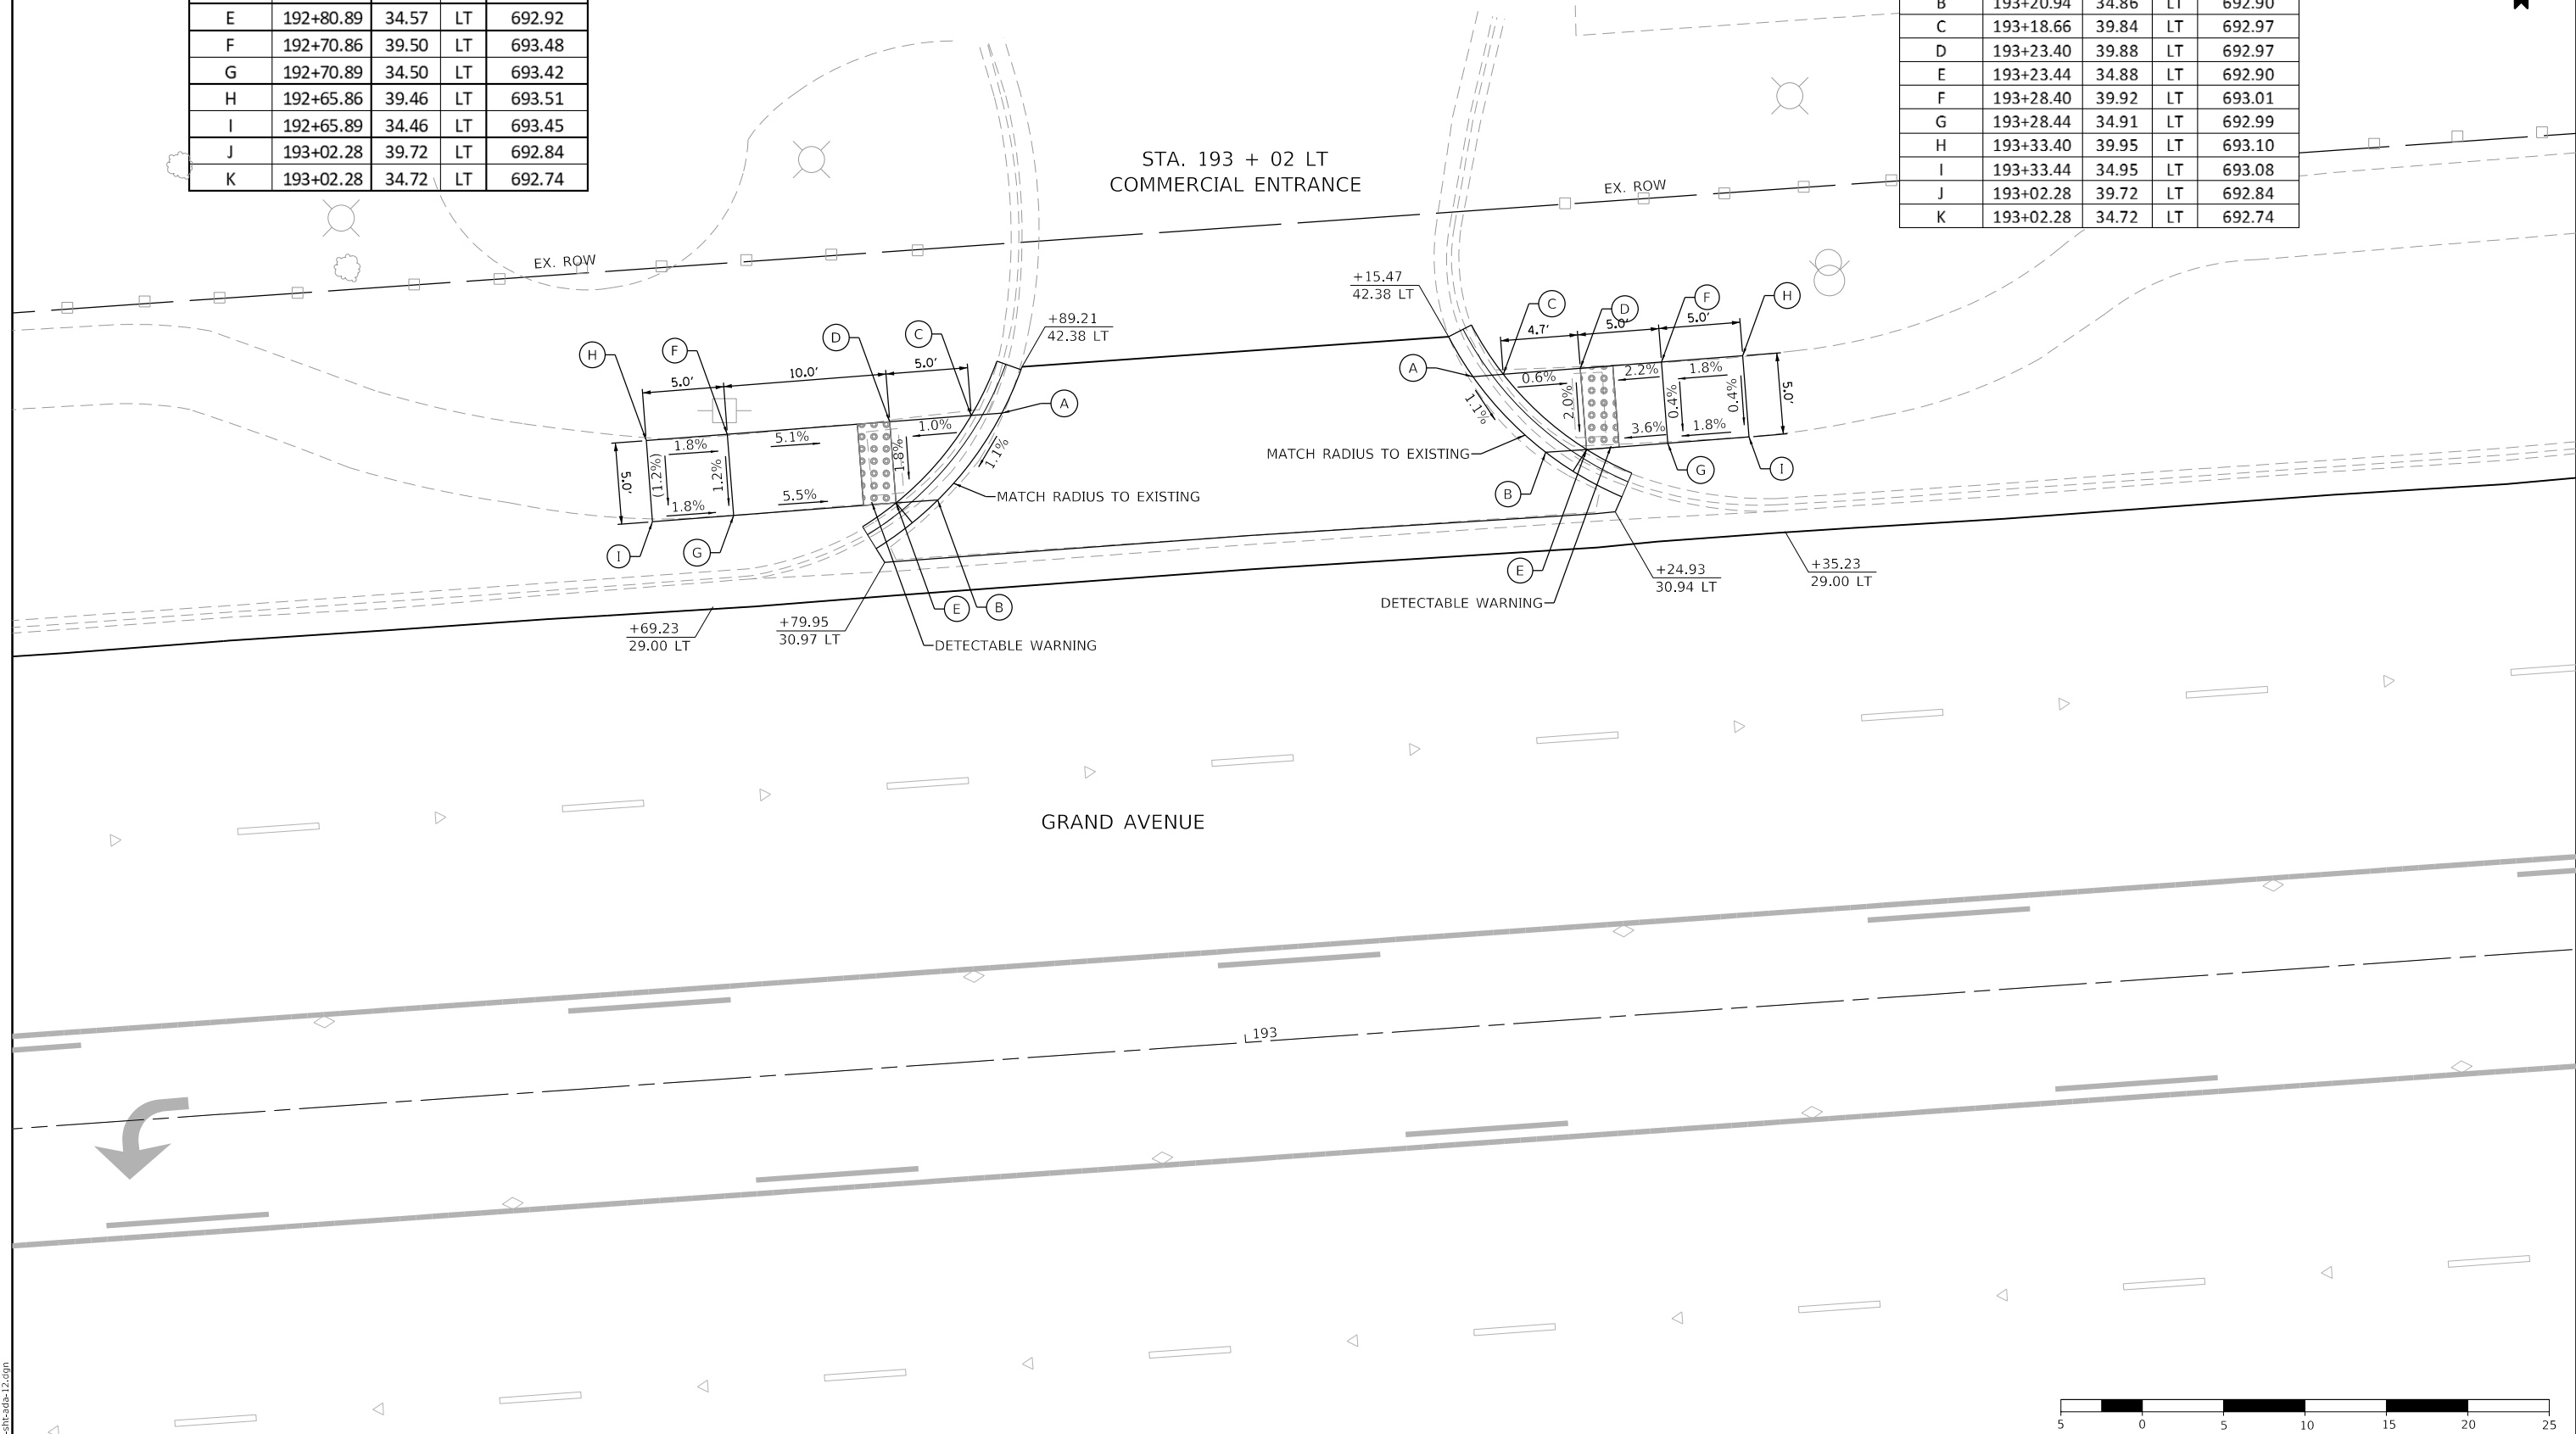 E 192+80.89 34.57 LT 692.92
F 192+70.86 39.50 LT 693.48
G 192+70.89 34.50 LT 693.42
H 192+65.86 39.46 LT 693.51
I 192+65.89 34.46 LT 693.45
J 193+02.28 39.72 LT 692.84
K 193+02.28 34.72 LT 692.74
B 193+20.94 34.86 LT 692.90
C 193+18.66 39.84 LT 692.97
D 193+23.40 39.88 LT 692.97
E 193+23.44 34.88 LT 692.90
F 193+28.40 39.92 LT 693.01
G 193+28.44 34.91 LT 692.99
H 193+33.40 39.95 LT 693.10
I 193+33.44 34.95 LT 693.08
J 193+02.28 39.72 LT 692.84
K 193+02.28 34.72 LT 692.74
STA. 193 + 02 LT
COMMERCIAL ENTRANCE
EX. ROW
EX. ROW
+89.21
42.38 LT
+15.47
42.38 LT
H
F
D
C
A
5.0'
10.0'
5.0'
1.8%
5.1%
1.0%
5.0'
(1.2%)
1.2%
1.8%
1.1%
1.8%
5.5%
MATCH RADIUS TO EXISTING
I
G
E
B
DETECTABLE WARNING
+69.23
29.00 LT
+79.95
30.97 LT
C
D
F
H
A
4.7'
5.0'
5.0'
0.6%
2.2%
1.8%
1.1%
2.0%
0.4%
0.4%
5.0'
3.6%
1.8%
MATCH RADIUS TO EXISTING
B
G
I
E
DETECTABLE WARNING
+24.93
30.94 LT
+35.23
29.00 LT
GRAND AVENUE
193
-sht-ada-12.dgn
5 0 5 10 15 20 25